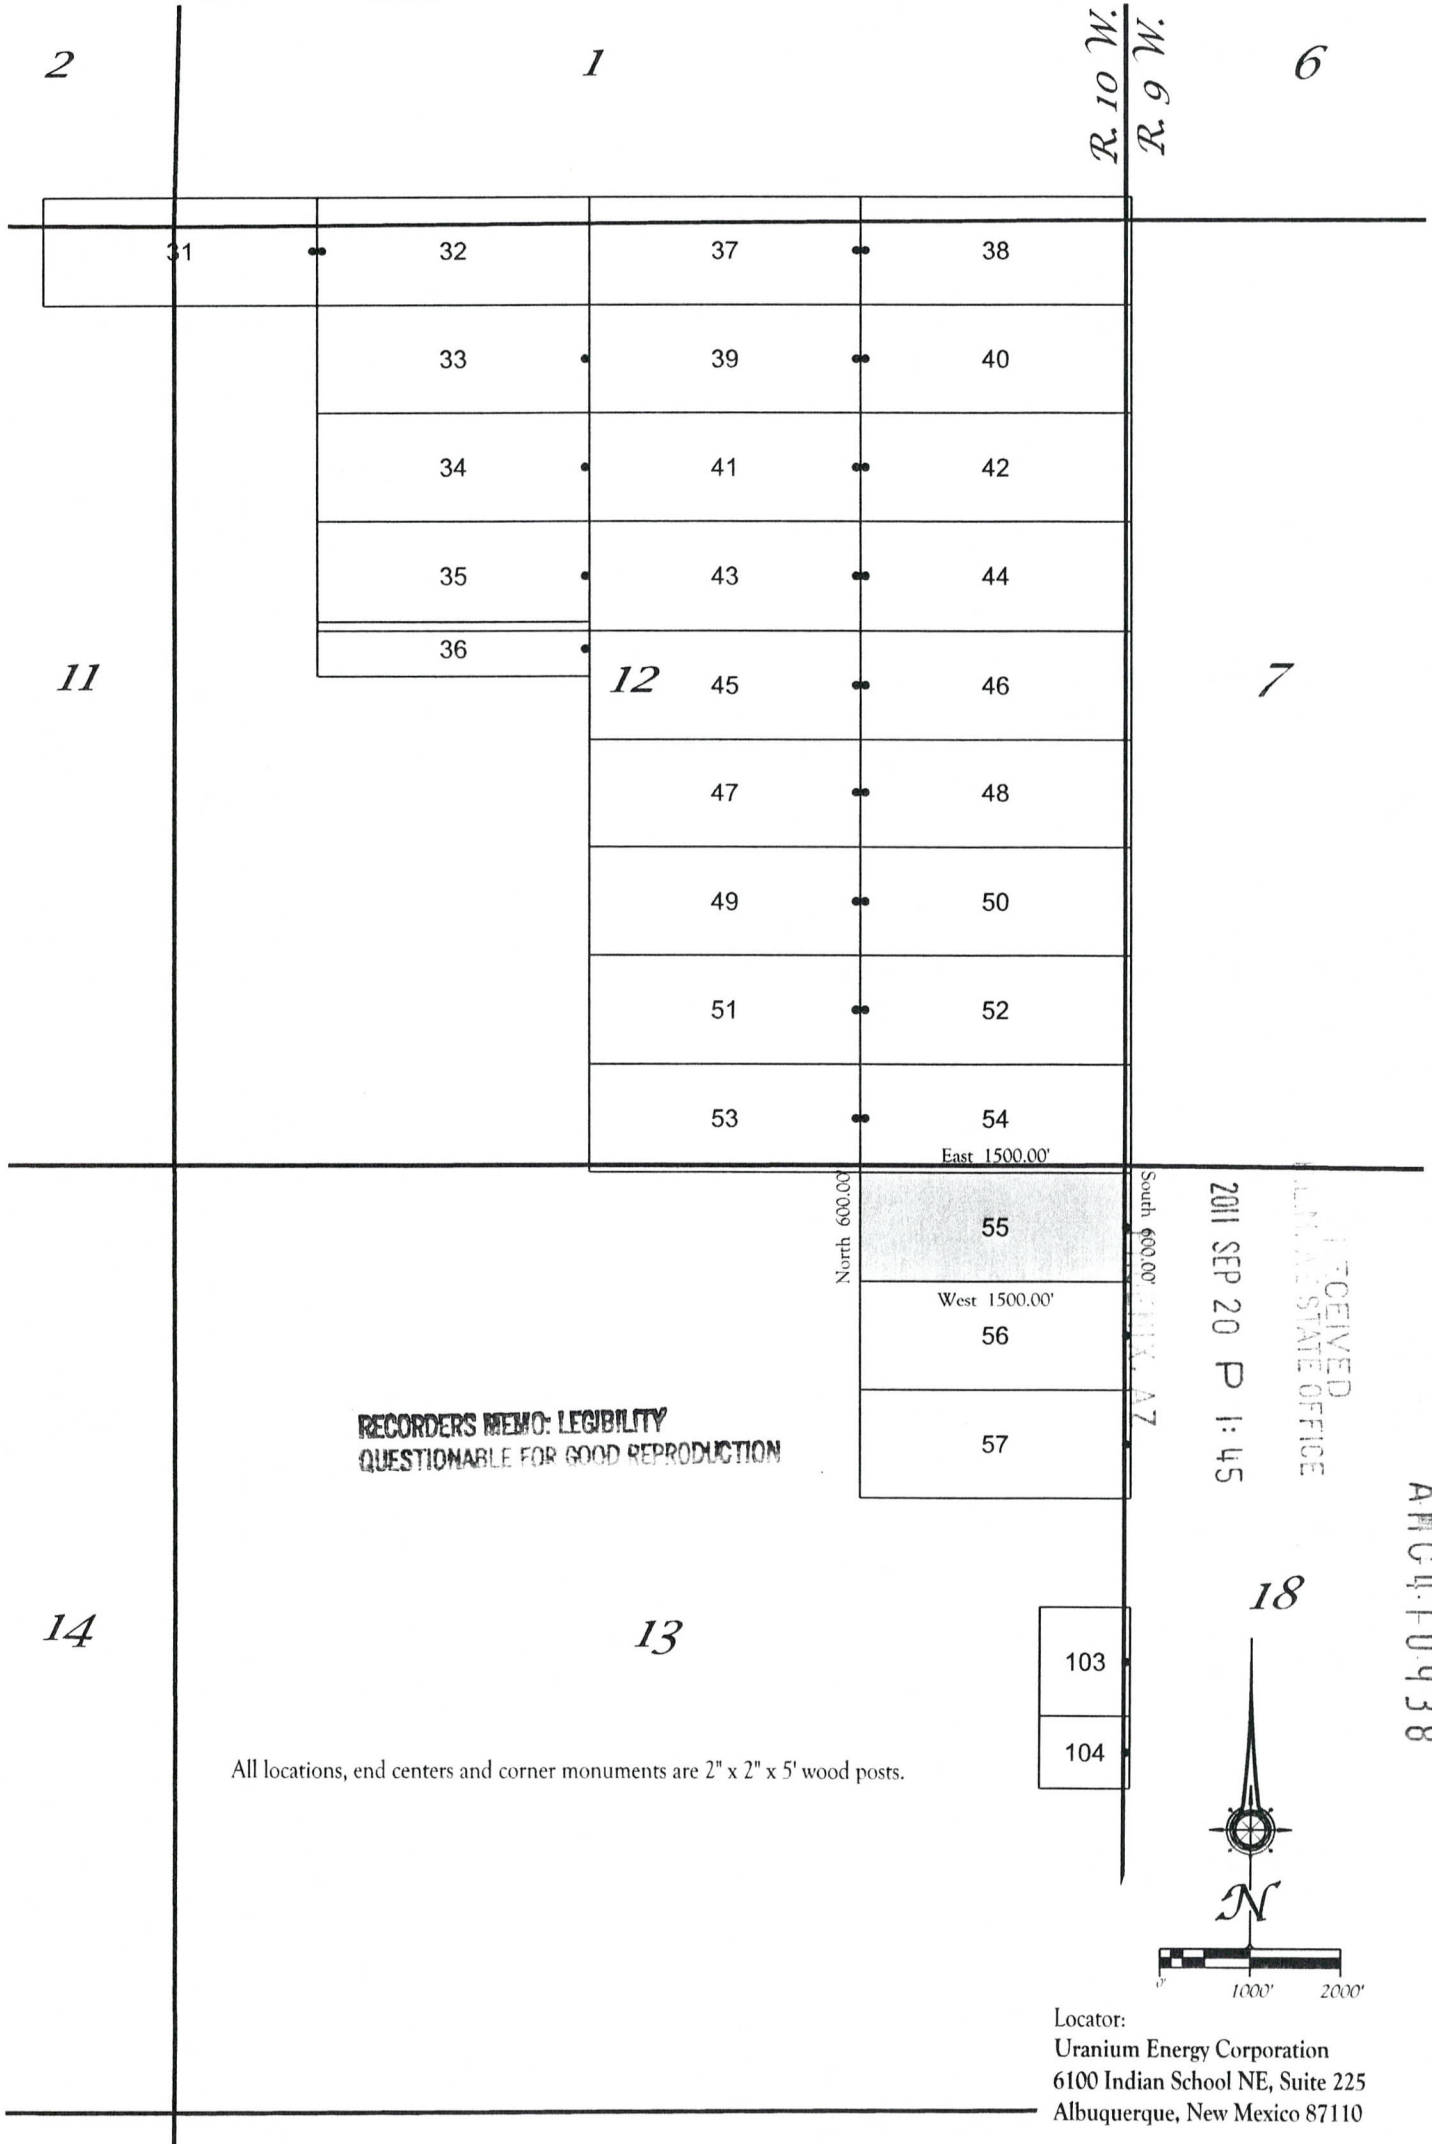 2
1
6
R. 10 W.
R. 9 W.
31
32
37
38
33
39
40
34
41
42
35
43
44
36
11
12
45
46
7
47
48
49
50
51
52
53
54
East 1500.00'
North 600.00'
55
South 600.00'
West 1500.00'
56
57
2011 SEP 20 P 1:45
STATE OFFICE
RECORDERS MEMO: LEGIBILITY
QUESTIONABLE FOR GOOD REPRODUCTION
14
13
18
103
104
All locations, end centers and corner monuments are 2" x 2" x 5' wood posts.
N
0'
1000'
2000'
Locator:
Uranium Energy Corporation
6100 Indian School NE, Suite 225
Albuquerque, New Mexico 87110